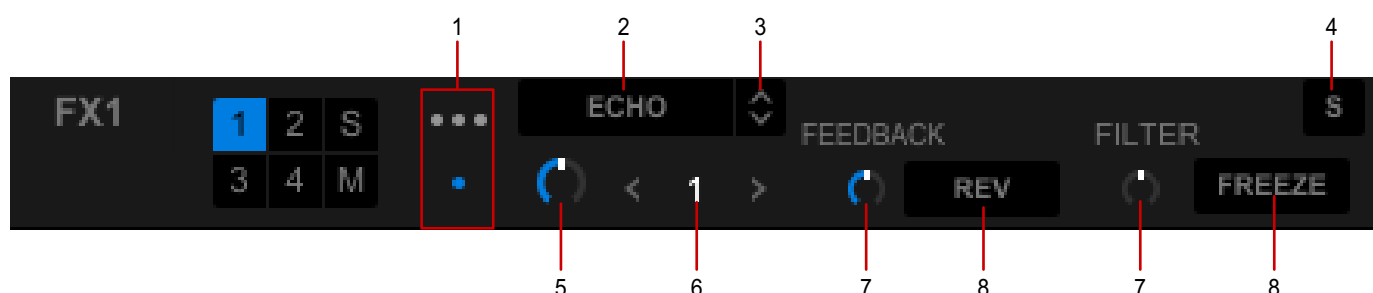 1 2 3 4
FX1 1 2 S ECHO S
FEEDBACK FILTER
3 4 M 1 REV FREEZE
5 6 7 8 7 8